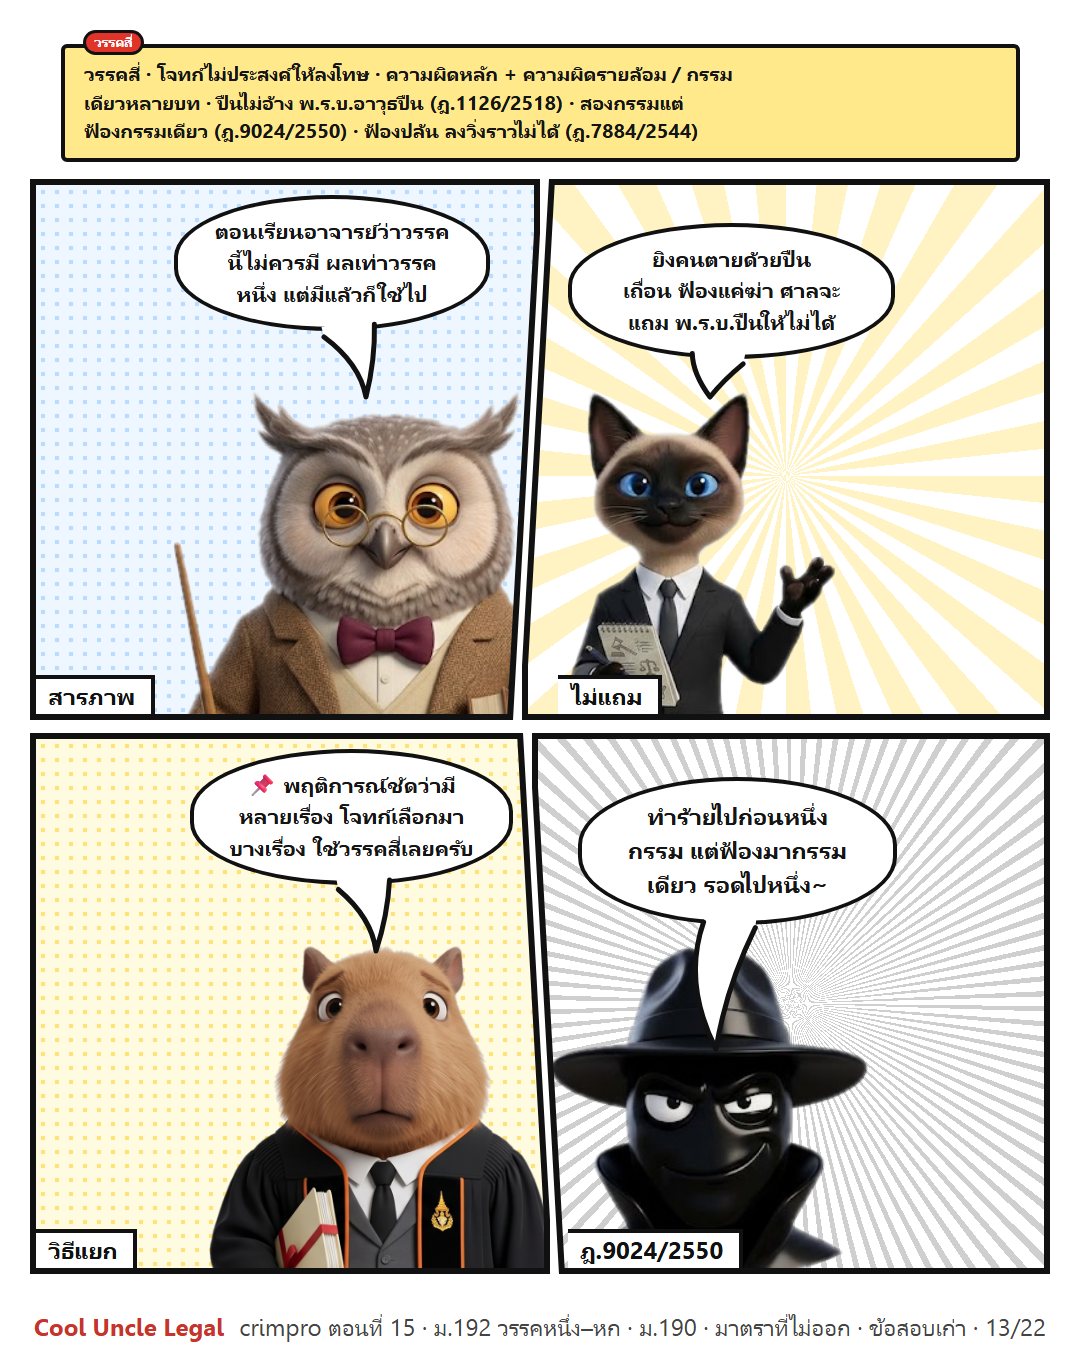 วรรคสี่
วรรคสี่ · โจทก์ไม่ประสงค์ให้ลงโทษ · ความผิดหลัก + ความผิดรายล้อม / กรรม
เดียวหลายบท · ปืนไม่อ้าง พ.ร.บ.อาวุธปืน (ฎ.1126/2518) · สองกรรมแต่
ฟ้องกรรมเดียว (ฎ.9024/2550) · ฟ้องปล้น ลงวิ่งราวไม่ได้ (ฎ.7884/2544)
ตอนเรียนอาจารย์ว่าวรรค
นี้ไม่ควรมี ผลเท่าวรรค
หนึ่ง แต่มีแล้วก็ใช้ไป
สารภาพ
ยิงคนตายด้วยปืน
เถื่อน ฟ้องแค่ฆ่า ศาลจะ
แถม พ.ร.บ.ปืนให้ไม่ได้
ไม่แถม
📌 พฤติการณ์ชัดว่ามี
หลายเรื่อง โจทก์เลือกมา
บางเรื่อง ใช้วรรคสี่เลยครับ
วิธีแยก
ทำร้ายไปก่อนหนึ่ง
กรรม แต่ฟ้องมากรรม
เดียว รอดไปหนึ่ง~
ฎ.9024/2550
Cool Uncle Legal crimpro ตอนที่ 15 · ม.192 วรรคหนึ่ง–หก · ม.190 · มาตราที่ไม่ออก · ข้อสอบเก่า · 13/22